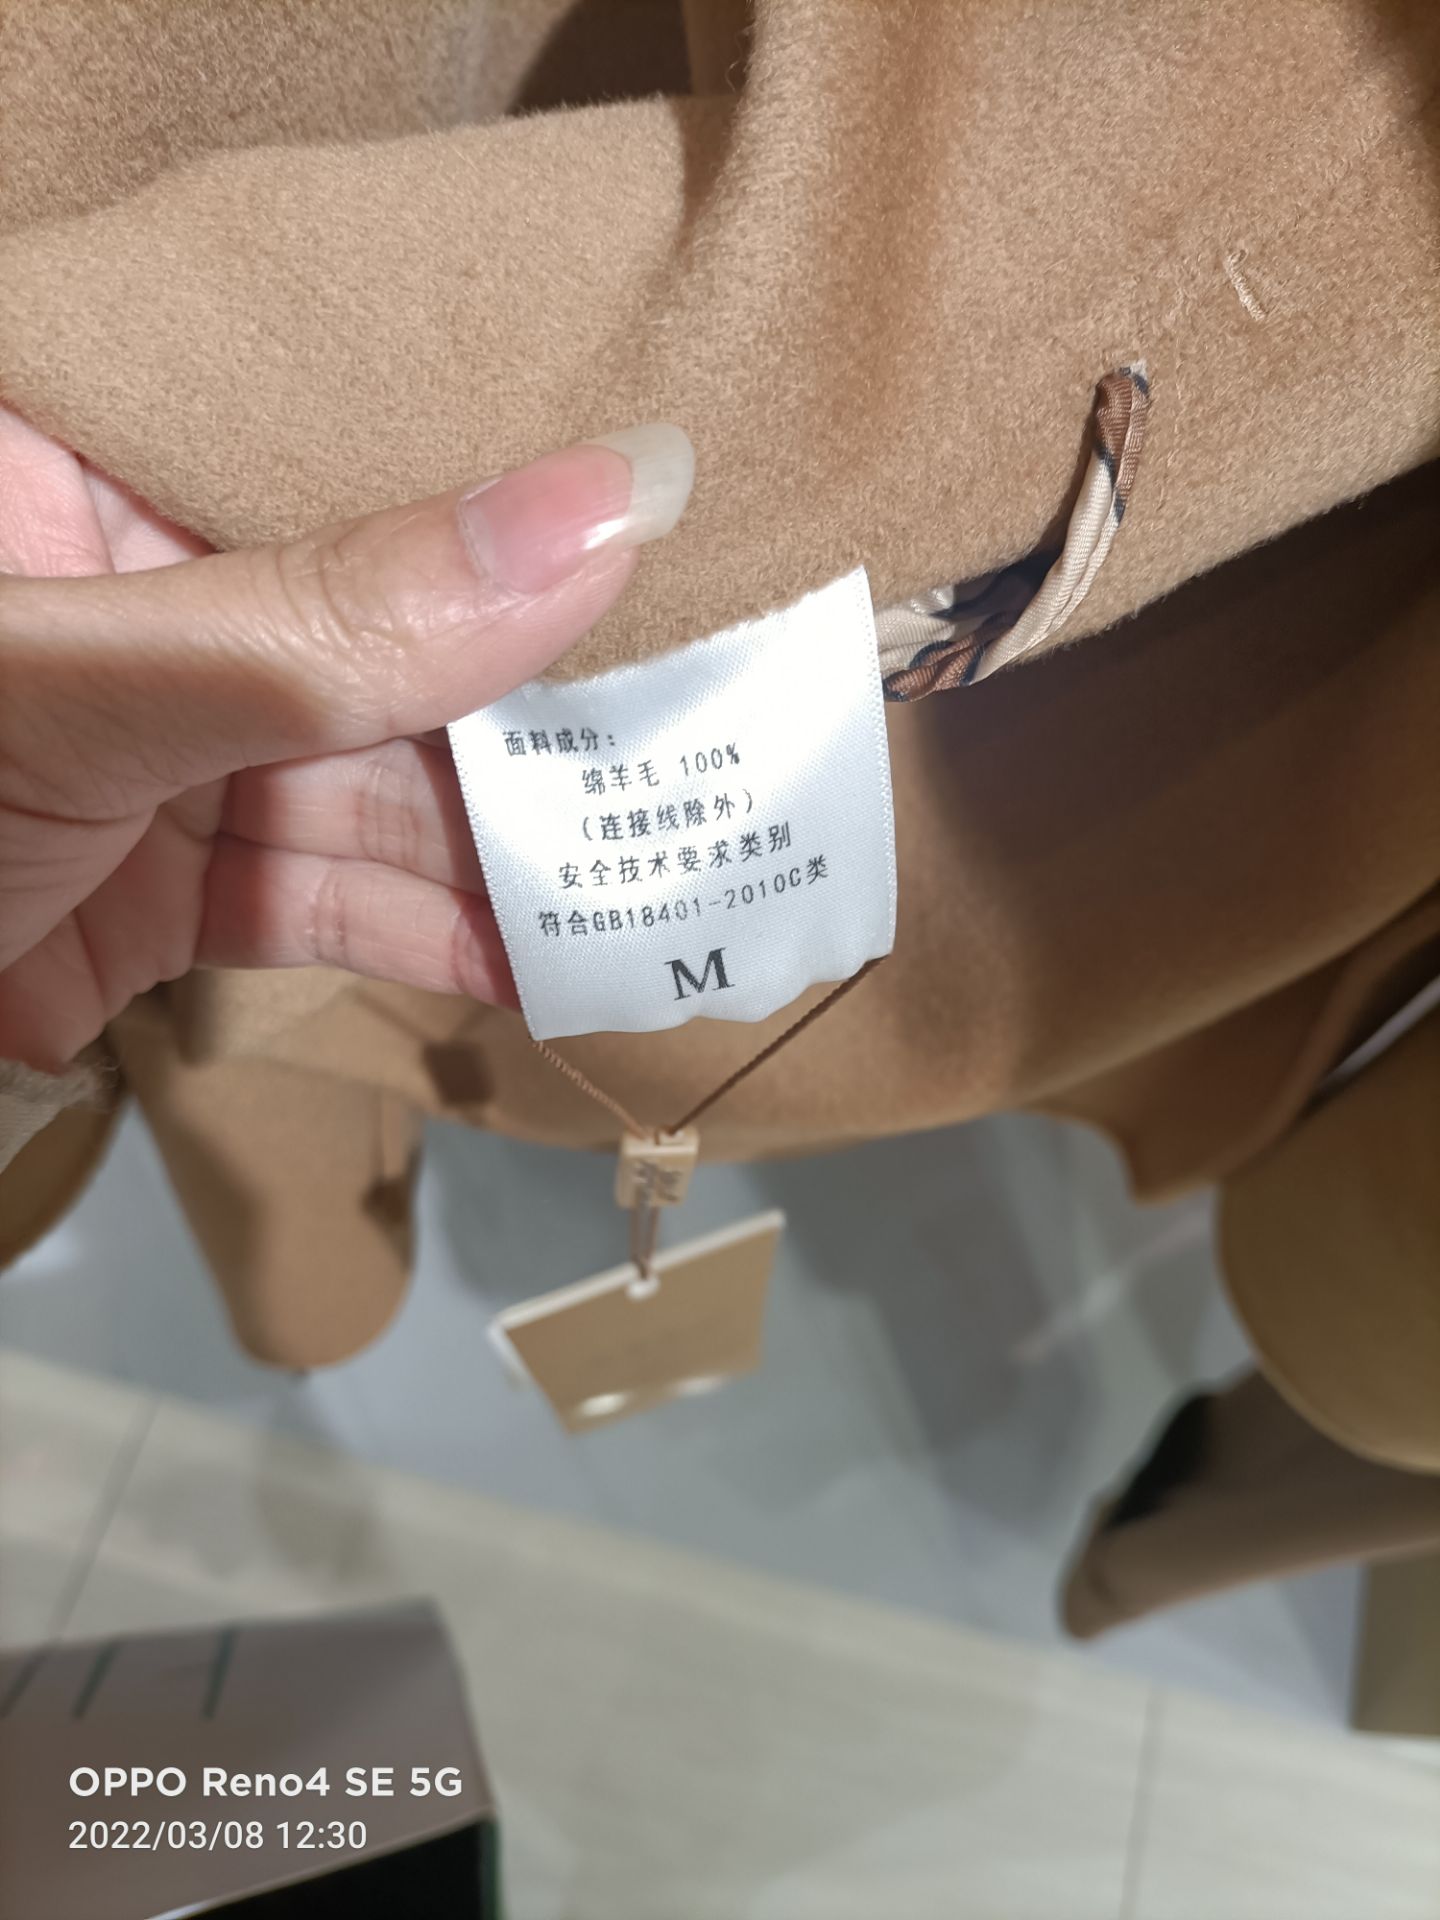 面料成分：
绵羊毛 100%
（连接线除外）
安全技术要求类别
符合GB18401-2010C类
M
OPPO Reno4 SE 5G
2022/03/08 12:30